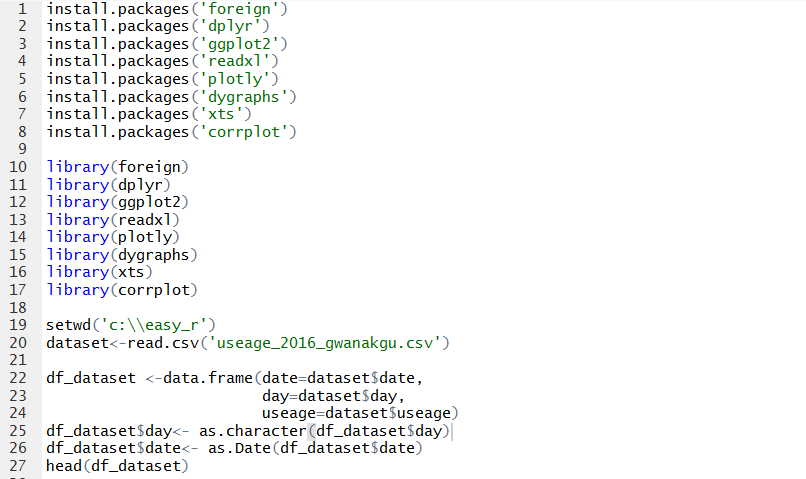 1 install.packages('foreign')
2 install.packages('dplyr')
3 install.packages('ggplot2')
4 install.packages('readxl')
5 install.packages('plotly')
6 install.packages('dygraphs')
7 install.packages('xts')
8 install.packages('corrplot')
9
10 library(foreign)
11 library(dplyr)
12 library(ggplot2)
13 library(readxl)
14 library(plotly)
15 library(dygraphs)
16 library(xts)
17 library(corrplot)
18
19 setwd('c:\\easy_r')
20 dataset<-read.csv('useage_2016_gwanakgu.csv')
21
22 df_dataset <-data.frame(date=dataset$date,
23                         day=dataset$day,
24                         useage=dataset$useage)
25 df_dataset$day<- as.character(df_dataset$day)
26 df_dataset$date<- as.Date(df_dataset$date)
27 head(df_dataset)